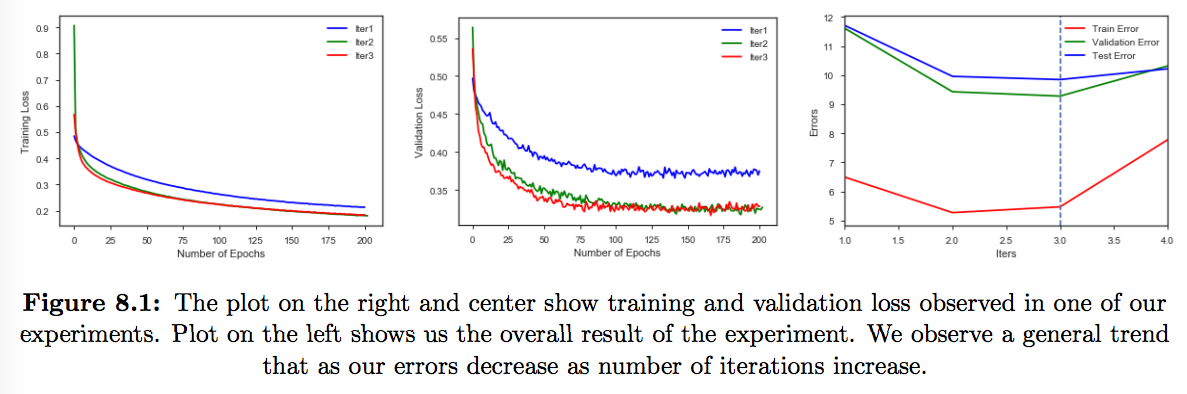 0.9
0.8
0.7
0.6
0.5
0.4
0.3
0.2
Training Loss
0 25 50 75 100 125 150 175 200
Number of Epochs
Iter1
Iter2
Iter3
0.55
0.50
0.45
0.40
0.35
Validation Loss
0 25 50 75 100 125 150 175 200
Number of Epochs
Iter1
Iter2
Iter3
12
11
10
9
8
7
6
5
Errors
1.0 1.5 2.0 2.5 3.0 3.5 4.0
Iters
Train Error
Validation Error
Test Error
Figure 8.1: The plot on the right and center show training and validation loss observed in one of our
experiments. Plot on the left shows us the overall result of the experiment. We observe a general trend
that as our errors decrease as number of iterations increase.